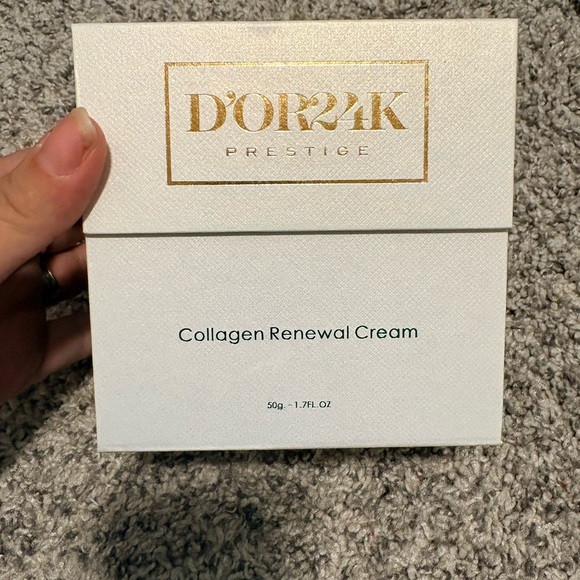 D'OR24K
PRESTIGE
Collagen Renewal Cream
50g. - 1.7FL.OZ